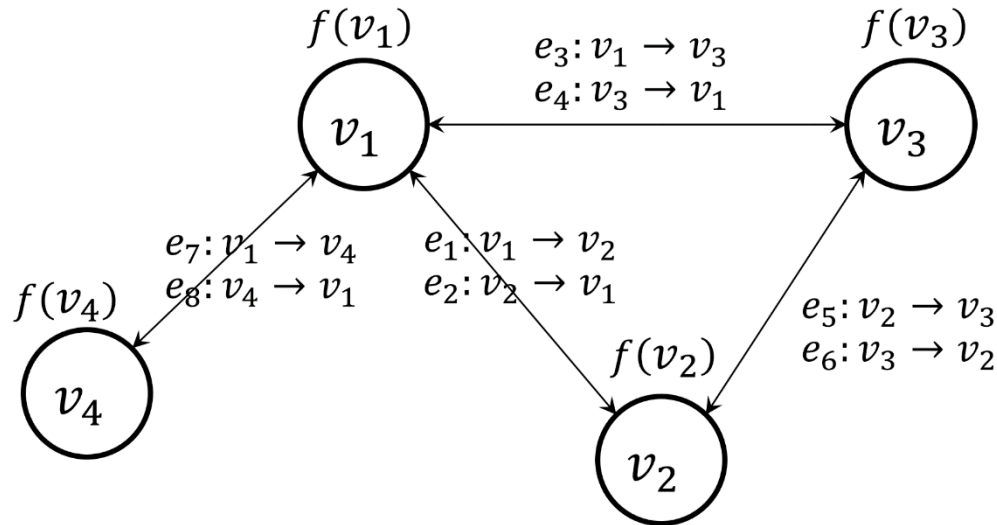 f(v₁)
f(v₃)
e₃: v₁ → v₃
e₄: v₃ → v₁
v₁
v₃
e₇: v₁ → v₄
e₈: v₄ → v₁
e₁: v₁ → v₂
e₂: v₂ → v₁
f(v₄)
e₅: v₂ → v₃
e₆: v₃ → v₂
f(v₂)
v₄
v₂